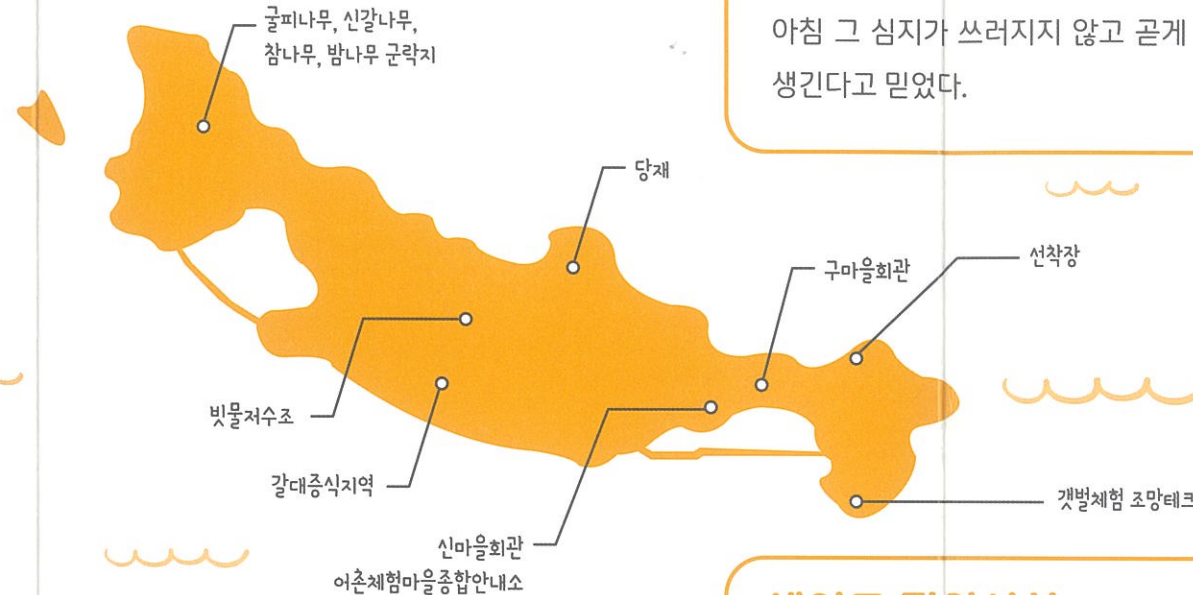 굴피나무, 신갈나무,
참나무, 밤나무 군락지
아침 그 심지가 쓰러지지 않고 곧게
생긴다고 믿었다.
당재
구마을회관
선착장
빗물저수조
갈대증식지역
신마을회관
어촌체험마을종합안내소
갯벌체험 조망테크